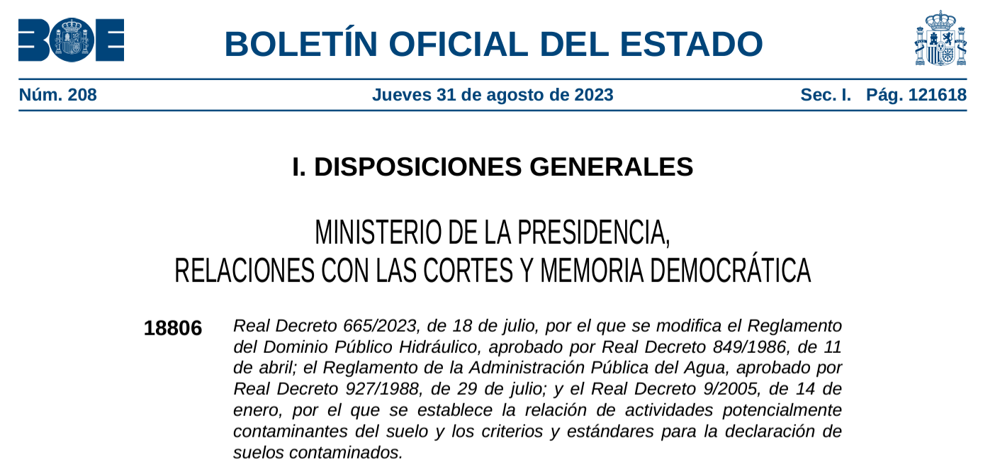 BOE
BOLETÍN OFICIAL DEL ESTADO
Núm. 208 Jueves 31 de agosto de 2023 Sec. I. Pág. 121618
I. DISPOSICIONES GENERALES
MINISTERIO DE LA PRESIDENCIA,
RELACIONES CON LAS CORTES Y MEMORIA DEMOCRÁTICA
18806 Real Decreto 665/2023, de 18 de julio, por el que se modifica el Reglamento
del Dominio Público Hidráulico, aprobado por Real Decreto 849/1986, de 11
de abril; el Reglamento de la Administración Pública del Agua, aprobado por
Real Decreto 927/1988, de 29 de julio; y el Real Decreto 9/2005, de 14 de
enero, por el que se establece la relación de actividades potencialmente
contaminantes del suelo y los criterios y estándares para la declaración de
suelos contaminados.